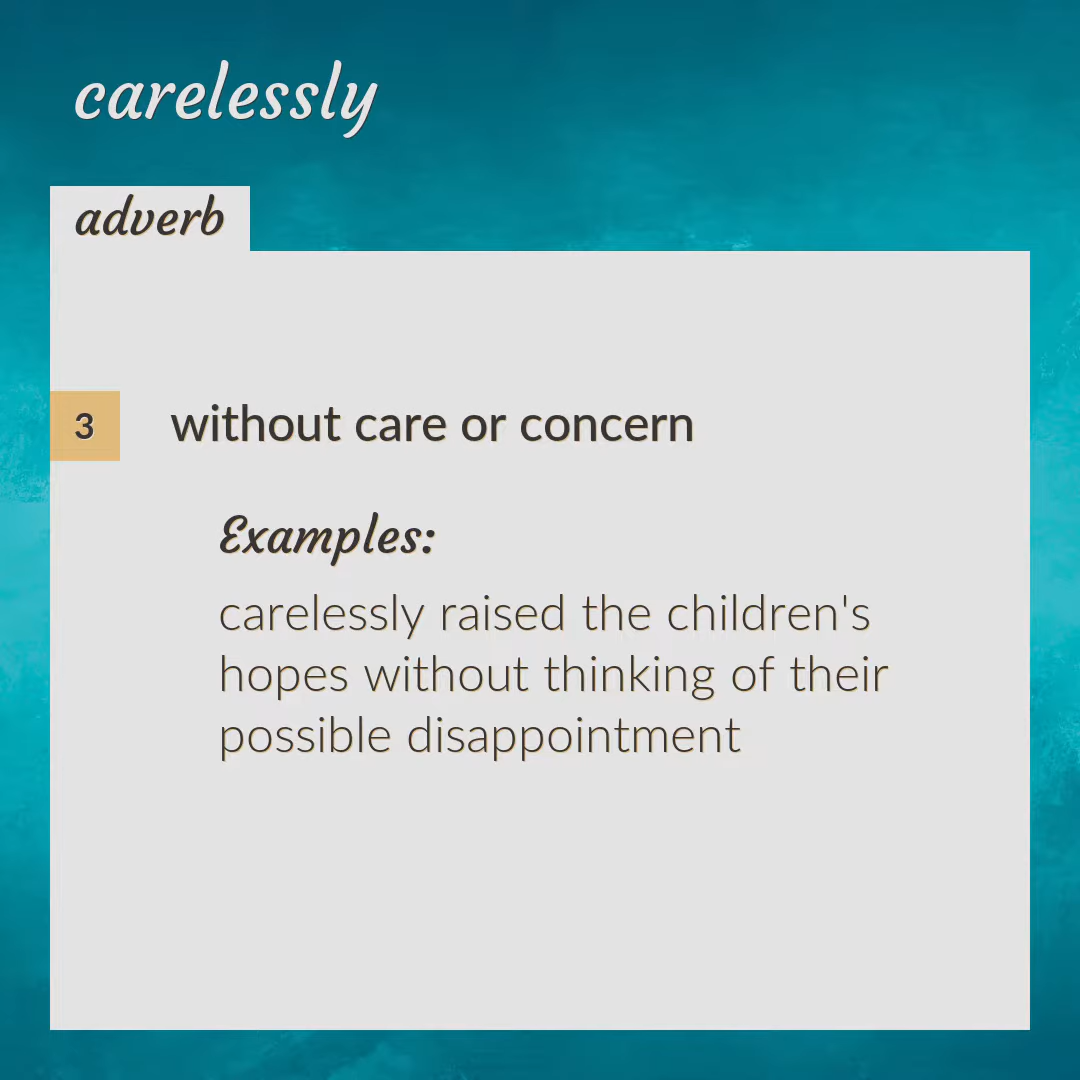 carelessly
adverb
3
without care or concern
Examples:
carelessly raised the children's
hopes without thinking of their
possible disappointment